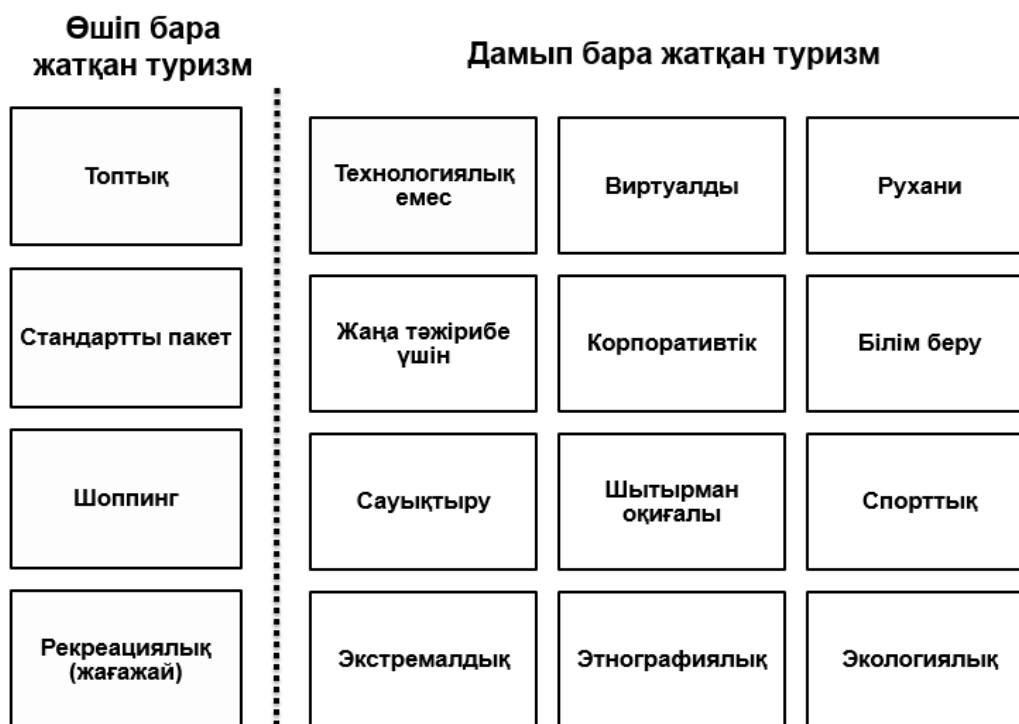 Өшіп бара
жатқан туризм
Дамып бара жатқан туризм
Топтық
Стандартты пакет
Шоппинг
Рекреациялық
(жағажай)
Технологиялық
емес
Виртуалды
Рухани
Жаңа тәжірибе
үшін
Корпоративтік
Білім беру
Сауықтыру
Шытырман
оқиғалы
Спорттық
Экстремалдық
Этнографиялық
Экологиялық